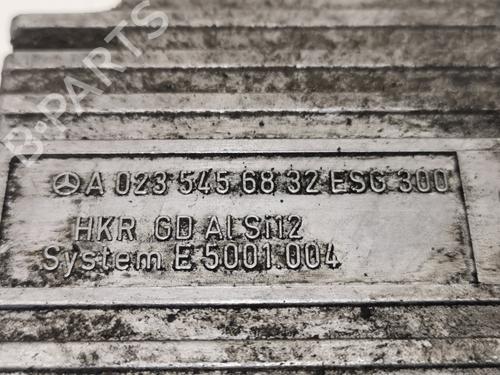 B-PARTS
A 023 545 68 32 ESG 300
HKR GD Al Si12
System E 5001.004